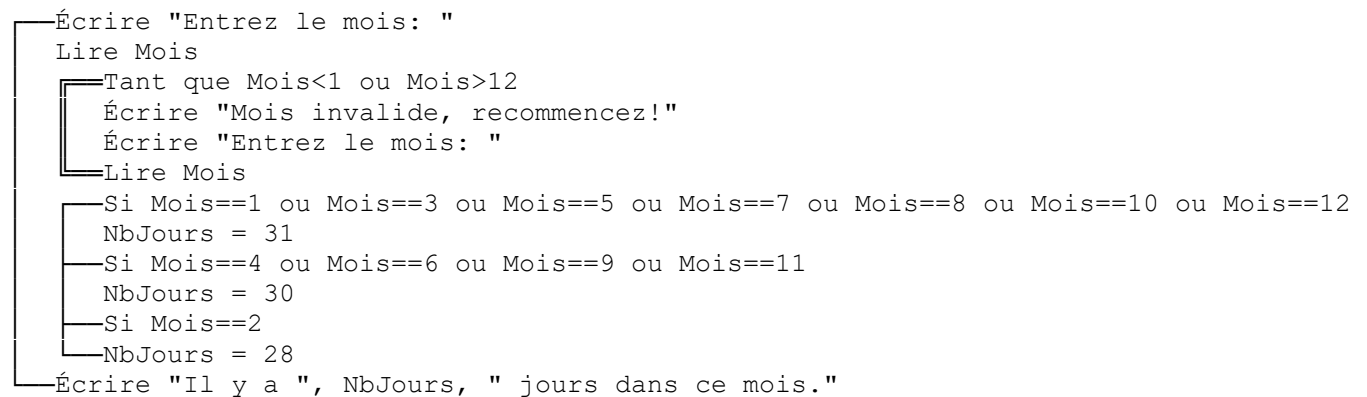 Écrire "Entrez le mois: "
Lire Mois
Tant que Mois<1 ou Mois>12
Écrire "Mois invalide, recommencez!"
Écrire "Entrez le mois: "
Lire Mois
Si Mois==1 ou Mois==3 ou Mois==5 ou Mois==7 ou Mois==8 ou Mois==10 ou Mois==12
NbJours = 31
Si Mois==4 ou Mois==6 ou Mois==9 ou Mois==11
NbJours = 30
Si Mois==2
NbJours = 28
Écrire "Il y a ", NbJours, " jours dans ce mois."